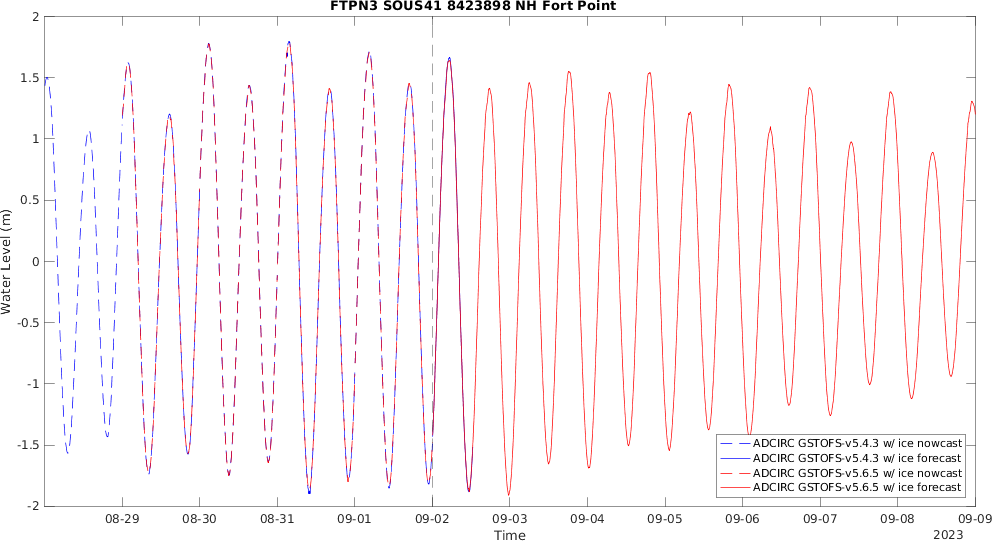 FTPN3 SOUS41 8423898 NH Fort Point
2
1.5
1
0.5
0
-0.5
-1
-1.5
-2
Water Level (m)
ADCIRC GSTOFS-v5.4.3 w/ ice nowcast
ADCIRC GSTOFS-v5.4.3 w/ ice forecast
ADCIRC GSTOFS-v5.6.5 w/ ice nowcast
ADCIRC GSTOFS-v5.6.5 w/ ice forecast
08-29 08-30 08-31 09-01 09-02 09-03 09-04 09-05 09-06 09-07 09-08 09-09
Time
2023